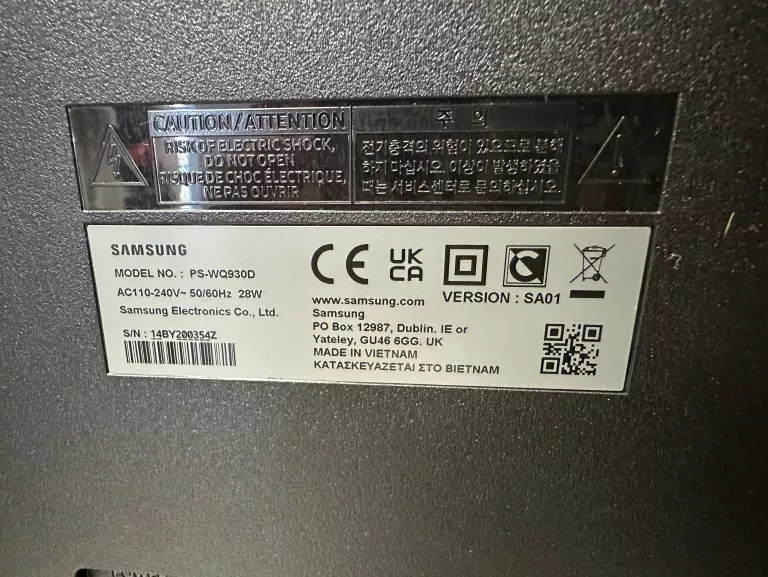 CAUTION/ATTENTION
RISK OF ELECTRIC SHOCK,
DO NOT OPEN
RISQUE DE CHOC ÉLECTRIQUE,
NE PAS OUVRIR
주 의
전기충격의 위험이 있으므로 분해
하지 마십시오. 이상이 발생하였을
때는 서비스센터로 문의하십시오.
SAMSUNG
MODEL NO. : PS-WQ930D
AC110-240V~ 50/60Hz 28W
Samsung Electronics Co., Ltd.
S/N : 14BY200354Z
CE
UK
CA
www.samsung.com
VERSION : SA01
Samsung
PO Box 12987, Dublin. IE or
Yateley, GU46 6GG. UK
MADE IN VIETNAM
ΚΑΤΑΣΚΕΥΑΖΕΤΑΙ ΣΤΟ ΒΙΕΤΝΑΜ
POWER